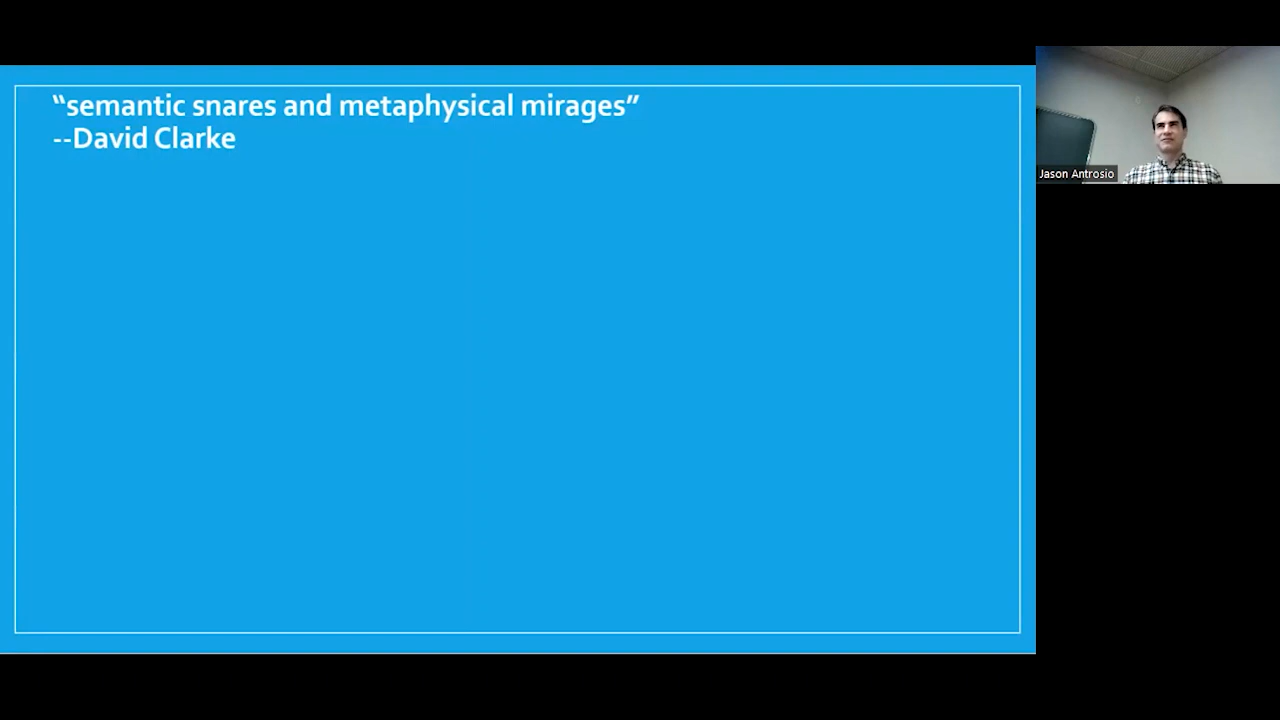 “semantic snares and metaphysical mirages”
--David Clarke
Jason Antrosio